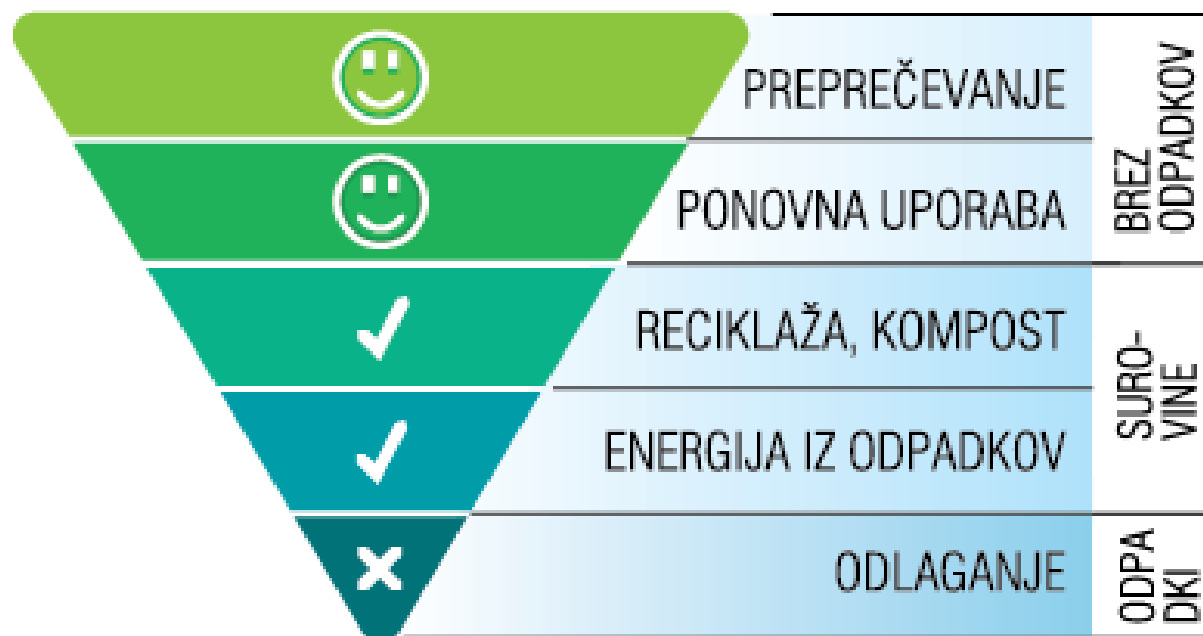 PREPREČEVANJE
PONOVNA UPORABA
BREZ
ODPADKOV
RECIKLAŽA, KOMPOST
ENERGIJA IZ ODPADKOV
SURO-
VINE
ODLAGANJE
ODPA
DKI